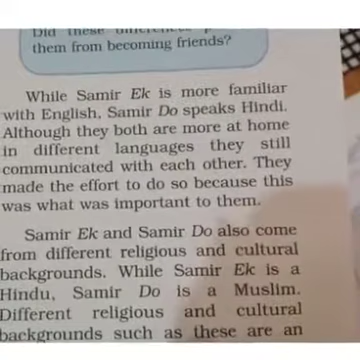 Did these differences
them from becoming friends?
While Samir Ek is more familiar
with English, Samir Do speaks Hindi.
Although they both are more at home
in different languages they still
communicated with each other. They
made the effort to do so because this
was what was important to them.
Samir Ek and Samir Do also come
from different religious and cultural
backgrounds. While Samir Ek is a
Hindu, Samir Do is a Muslim.
Different religious and cultural
backgrounds such as these are an